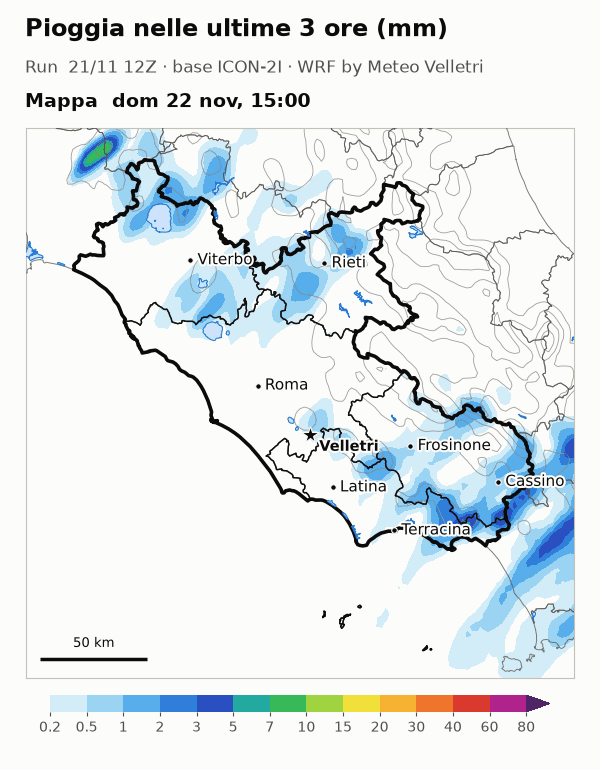 Pioggia nelle ultime 3 ore (mm)
Run  21/11 12Z · base ICON-2I · WRF by Meteo Velletri
Mappa  dom 22 nov, 15:00
Viterbo
Rieti
Roma
Velletri
Frosinone
Latina
Cassino
Terracina
50 km
0.2 0.5 1 2 3 5 7 10 15 20 30 40 60 80